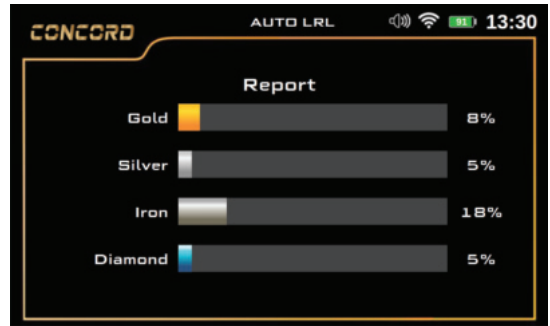 CONCORD
AUTO LRL 91 13:30
Report
Gold 8%
Silver 5%
Iron 18%
Diamond 5%